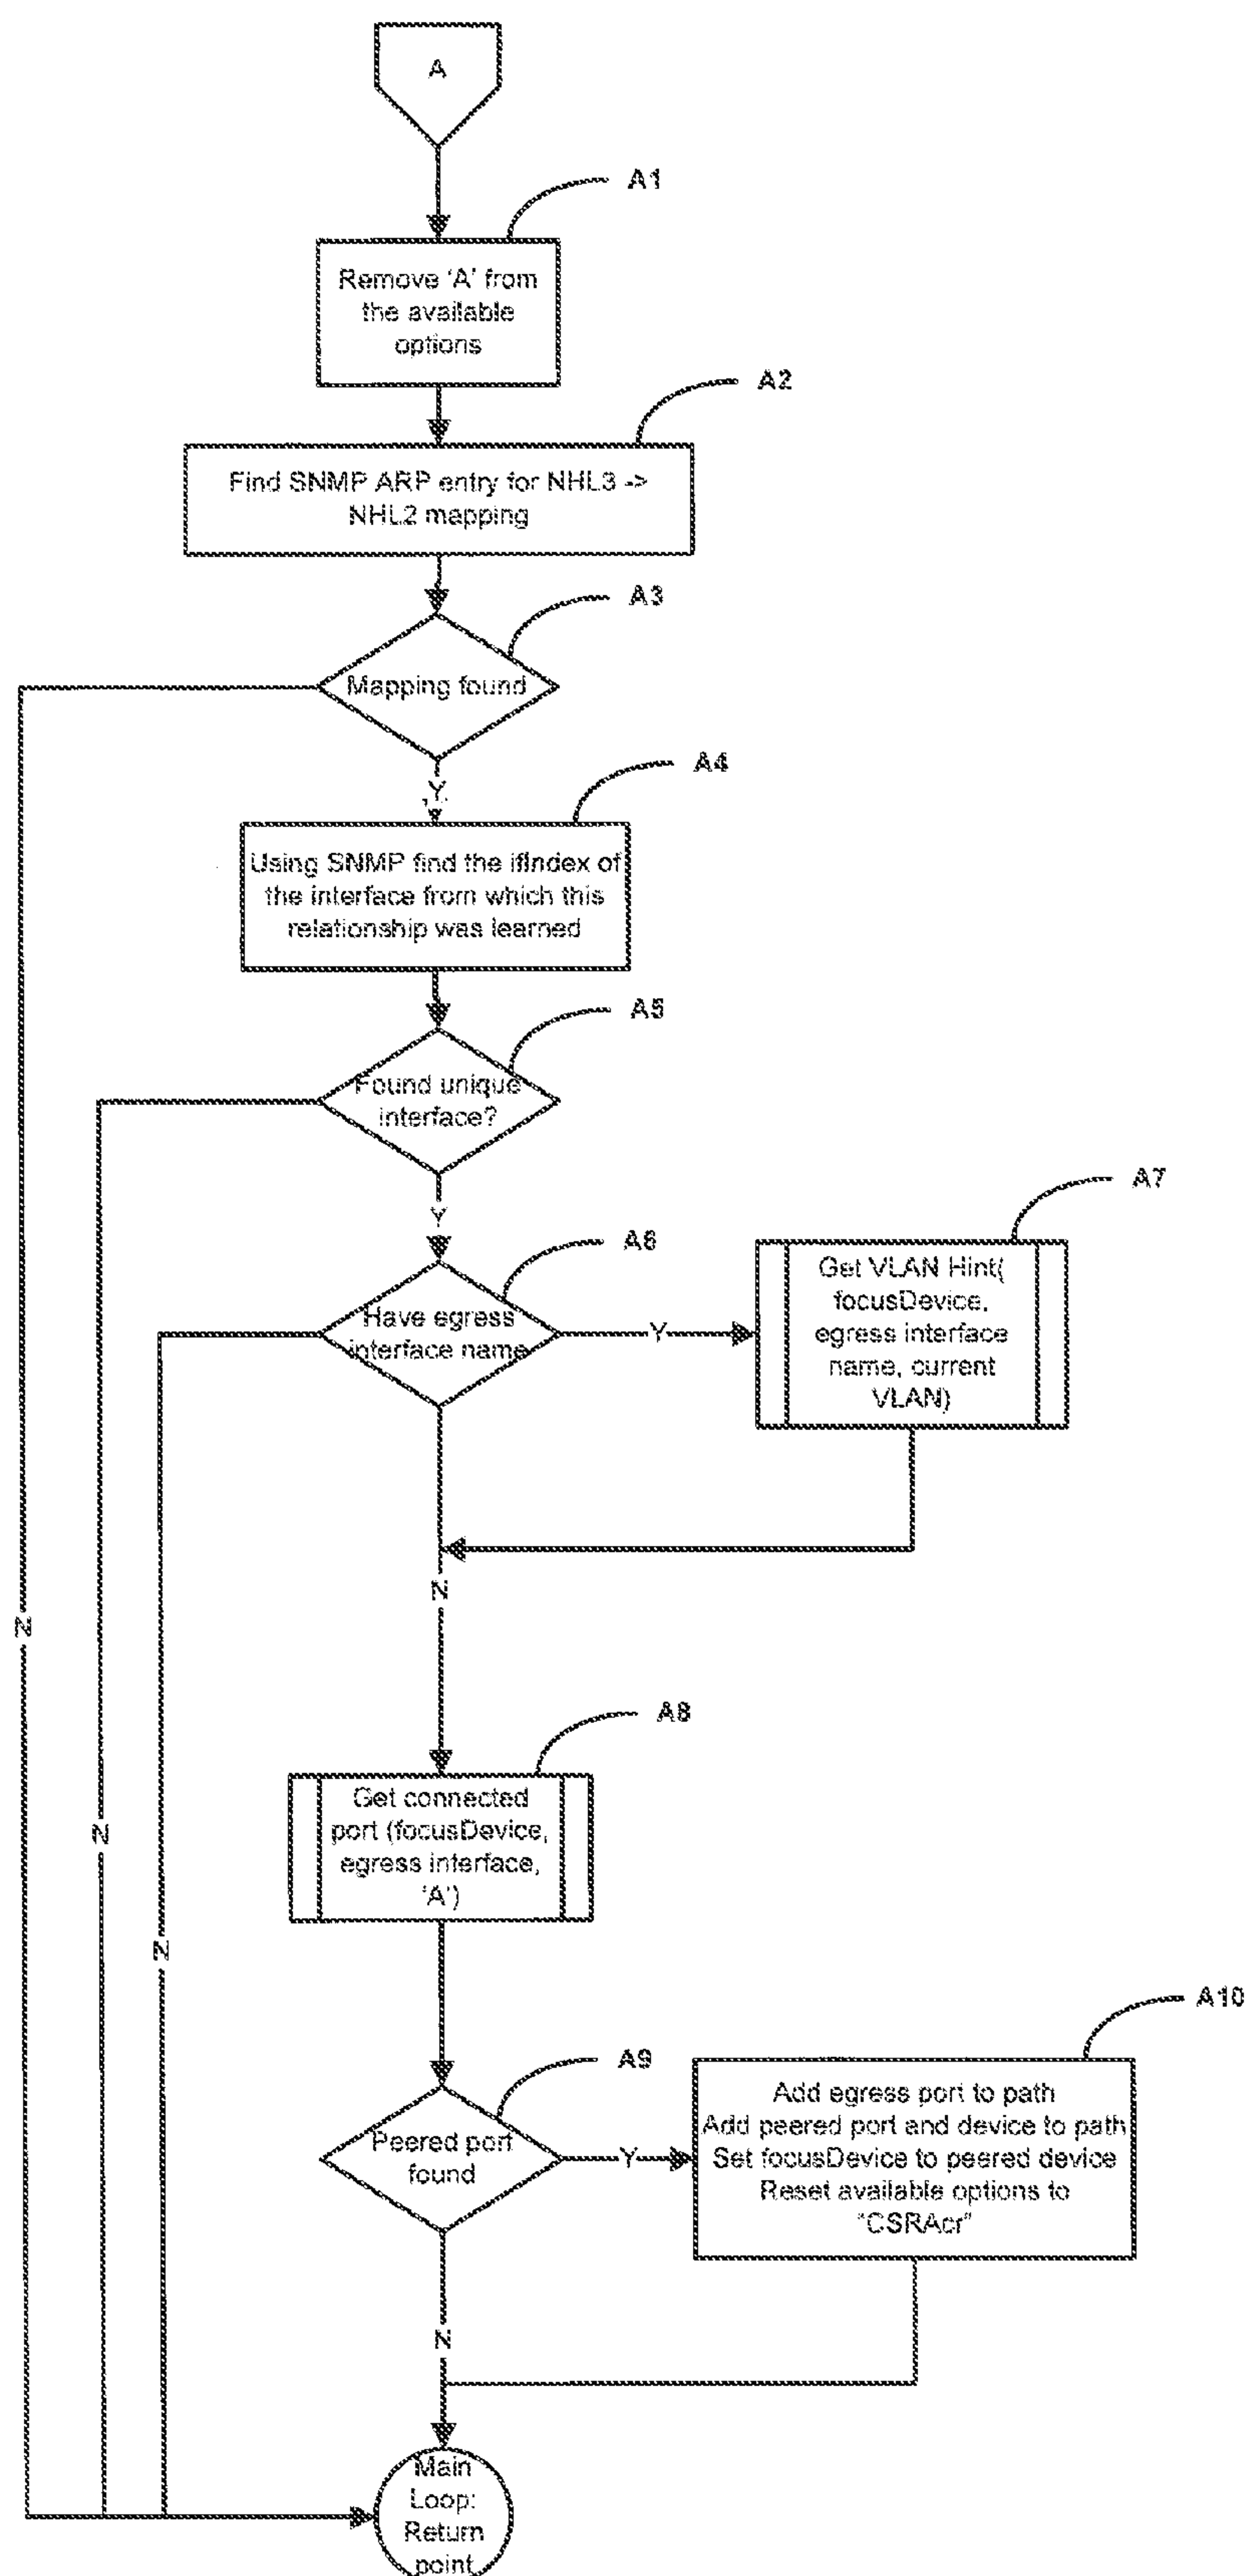 A
A1
Remove 'A' from
the available
options
A2
Find SNMP ARP entry for NHL3 ->
NHL2 mapping
A3
Mapping found
Y
A4
Using SNMP find the ifIndex of
the interface from which this
relationship was learned
A5
Found unique
interface?
Y
A6
Have egress
interface name
Y
A7
Get VLAN Hint(
focusDevice,
egress interface
name, current
VLAN)
N
N
A8
Get connected
port (focusDevice,
egress interface,
'A')
N
N
A9
Peered port
found
Y
A10
Add egress port to path
Add peered port and device to path
Set focusDevice to peered device
Reset available options to
"CSRAcr"
N
Main
Loop:
Return
point